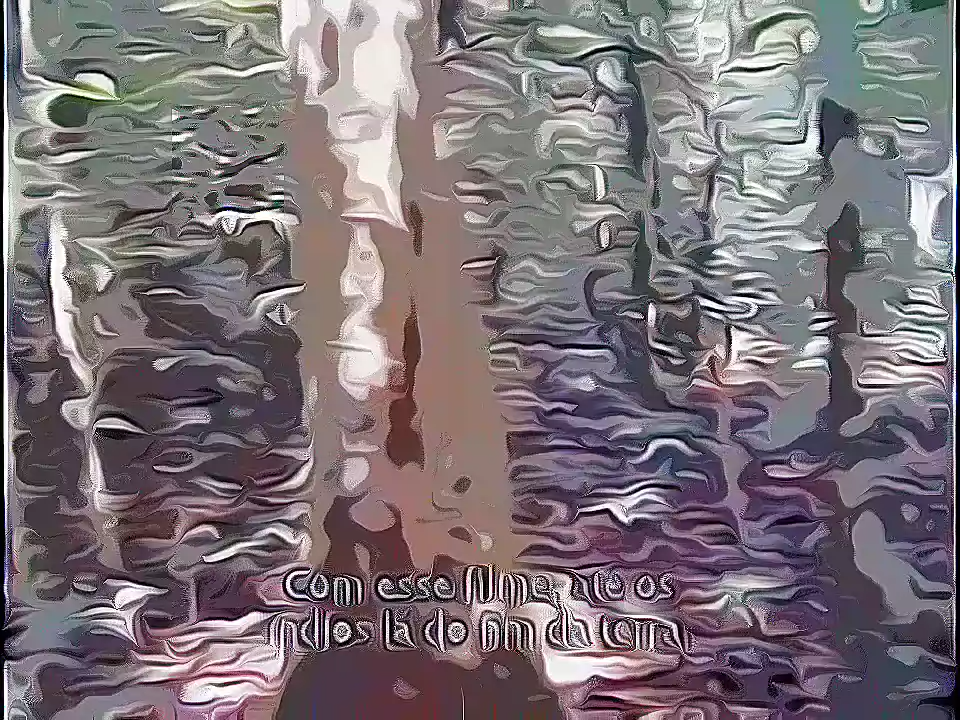 Com esse filme, até os
índios lá do fim da terra